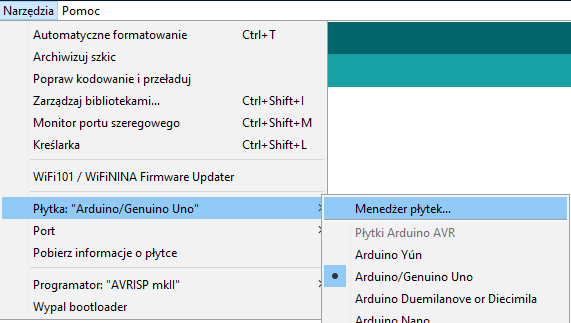 Narzędzia Pomoc
Automatyczne formatowanie Ctrl+T
Archiwizuj szkic
Popraw kodowanie i przeładuj
Zarządzaj bibliotekami... Ctrl+Shift+I
Monitor portu szeregowego Ctrl+Shift+M
Kreślarka Ctrl+Shift+L
WiFi101 / WiFiNINA Firmware Updater
Płytka: "Arduino/Genuino Uno"
Port
Pobierz informacje o płytce
Programator: "AVRISP mkII"
Wypal bootloader
Menedżer płytek...
Płytki Arduino AVR
Arduino Yún
Arduino/Genuino Uno
Arduino Duemilanove or Diecimila
Arduino Nano